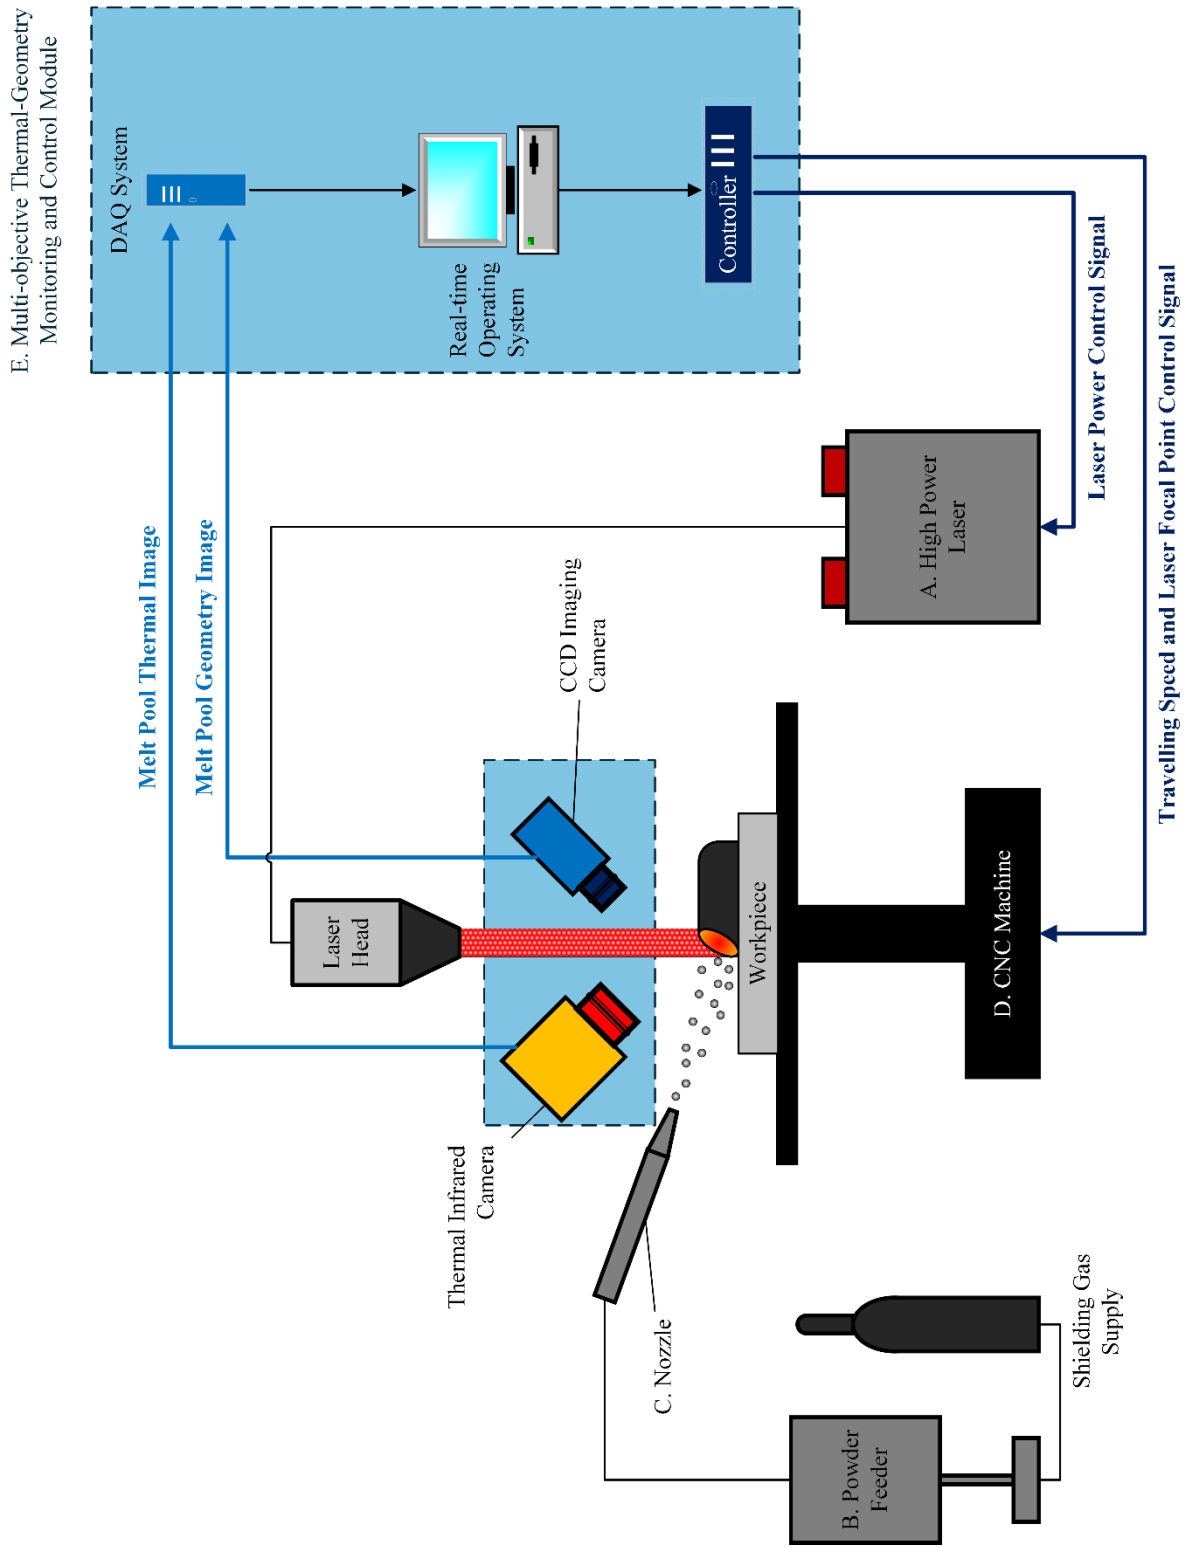 E. Multi-objective Thermal-Geometry
Monitoring and Control Module
DAQ System
Real-time
Operating
System
Controller
Melt Pool Thermal Image
Melt Pool Geometry Image
Laser
Head
Thermal Infrared
Camera
CCD Imaging
Camera
C. Nozzle
Workpiece
A. High Power
Laser
Laser Power Control Signal
B. Powder
Feeder
Shielding Gas
Supply
D. CNC Machine
Travelling Speed and Laser Focal Point Control Signal